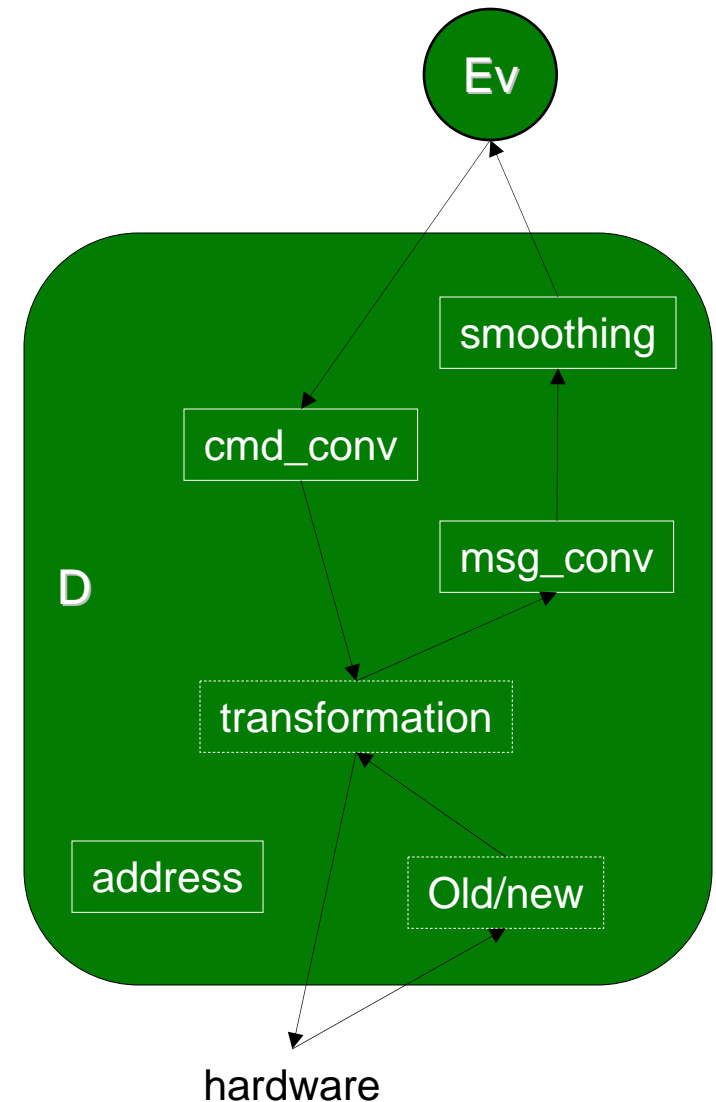 Ev
smoothing
cmd_conv
msg_conv
D
transformation
address
Old/new
hardware